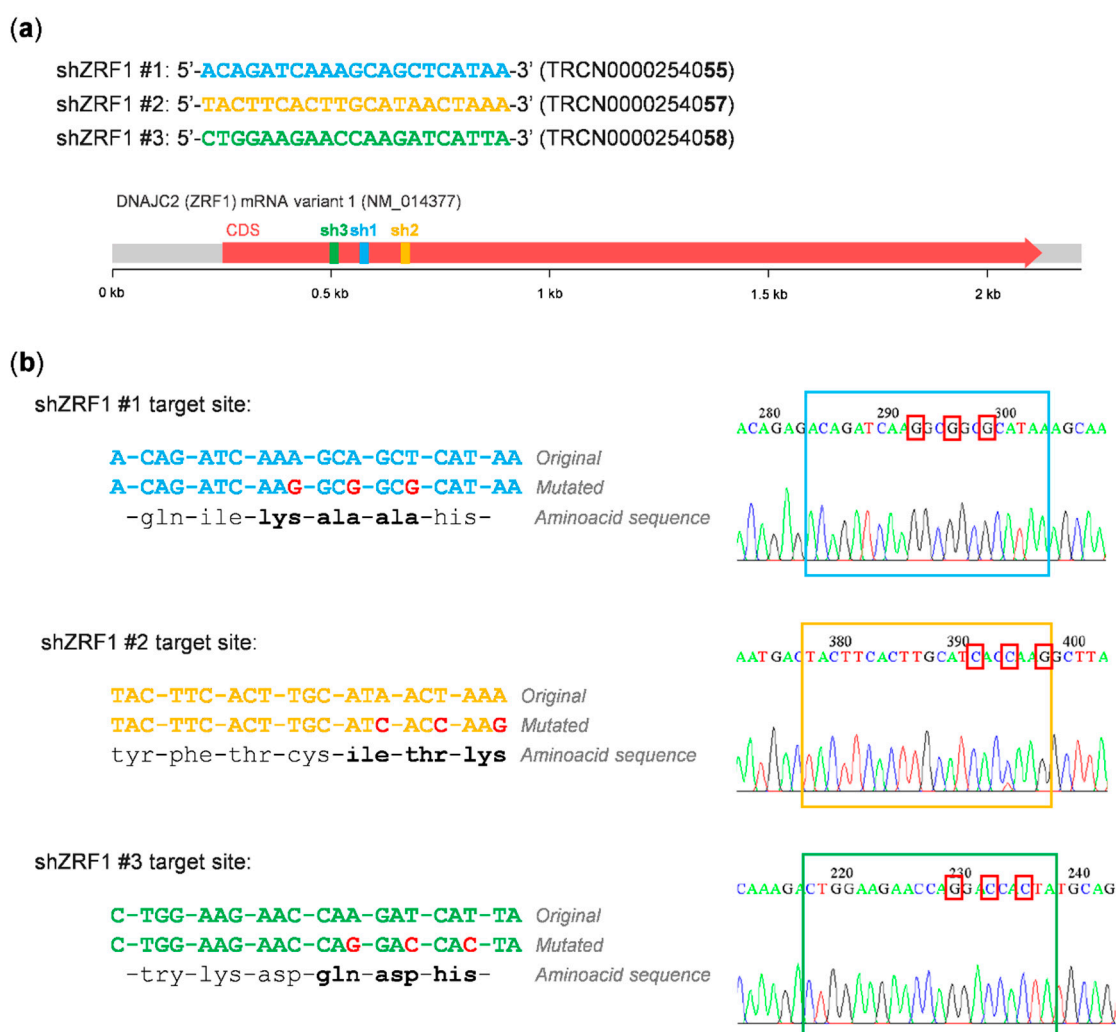 (a)
shZRF1 #1: 5’-ACAGATCAAAGCAGCTCATAA-3’ (TRCN0000254055)
shZRF1 #2: 5’-TACTTCACTTGCATAACTAAA-3’ (TRCN0000254057)
shZRF1 #3: 5’-CTGGAAGAACCAAGATCATTA-3’ (TRCN0000254058)
DNAJC2 (ZRF1) mRNA variant 1 (NM_014377)
CDS sh3 sh1 sh2
0 kb 0.5 kb 1 kb 1.5 kb 2 kb
(b)
shZRF1 #1 target site:
A-CAG-ATC-AAA-GCA-GCT-CAT-AA Original
A-CAG-ATC-AAG-GCG-GCG-CAT-AA Mutated
-gln-ile-lys-ala-ala-his- Aminoacid sequence
280 290 300
ACAGAGACAGATCAAGGCGGCGCATAAAGCAA
shZRF1 #2 target site:
TAC-TTC-ACT-TGC-ATA-ACT-AAA Original
TAC-TTC-ACT-TGC-ATC-ACC-AAG Mutated
tyr-phe-thr-cys-ile-thr-lys Aminoacid sequence
380 390 400
AATGACTACTTCACTTGCATCACCAAGGCTTA
shZRF1 #3 target site:
C-TGG-AAG-AAC-CAA-GAT-CAT-TA Original
C-TGG-AAG-AAC-CAG-GAC-CAC-TA Mutated
-try-lys-asp-gln-asp-his- Aminoacid sequence
220 230 240
CAAAGACTGGAAGAACCAGGACCACTATGCAG